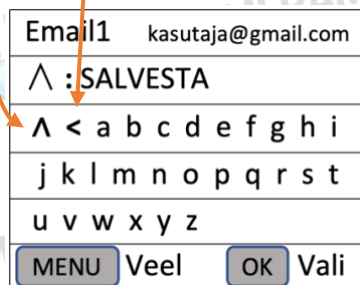 Email1 kasutaja@gmail.com
Λ :SALVESTA
Λ < a b c d e f g h i
j k l m n o p q r s t
u v w x y z
MENU Veel OK Vali